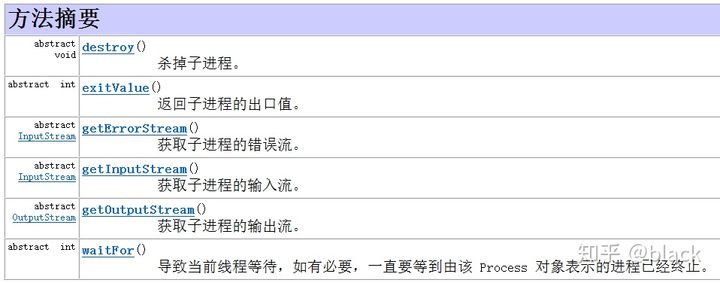 方法摘要
abstract void
destroy()
杀掉子进程。
abstract int
exitValue()
返回子进程的出口值。
abstract InputStream
getErrorStream()
获取子进程的错误流。
abstract InputStream
getInputStream()
获取子进程的输入流。
abstract OutputStream
getOutputStream()
获取子进程的输出流。
abstract int
waitFor()
导致当前线程等待，如有必要，一直要等到由该 Process 对象表示的进程已经终止。
知乎 @black